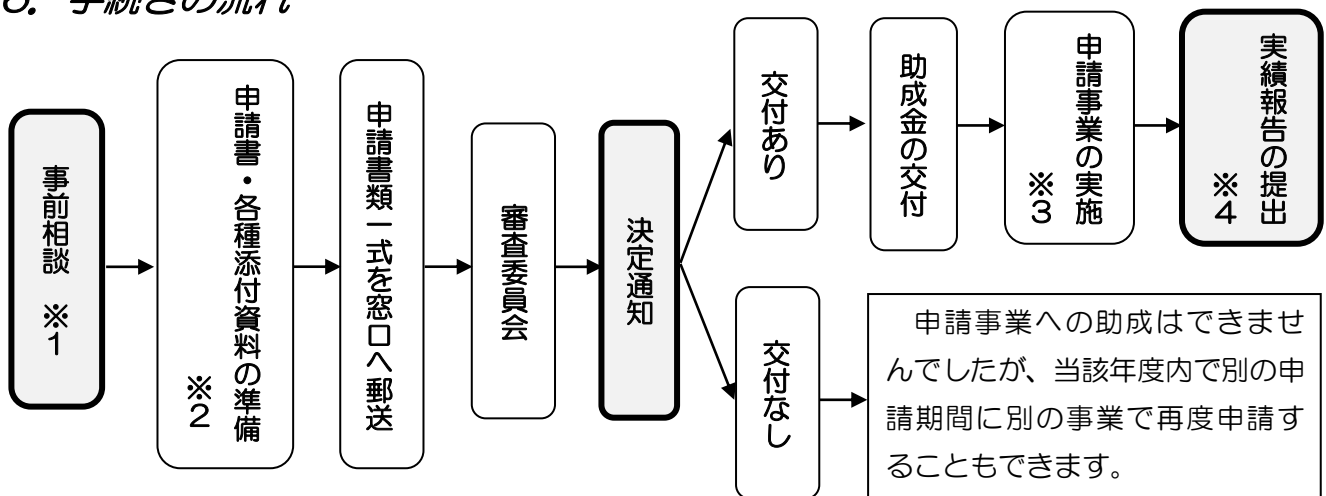 手続きの流れ
事前相談 ※1
申請書・各種添付資料の準備
※2
申請書類一式を窓口へ郵送
審査委員会
決定通知
交付あり
助成金の交付
申請事業の実施
※3
実績報告の提出
※4
交付なし
申請事業への助成はできませ
んでしたが、当該年度内で別の申
請期間に別の事業で再度申請す
ることもできます。